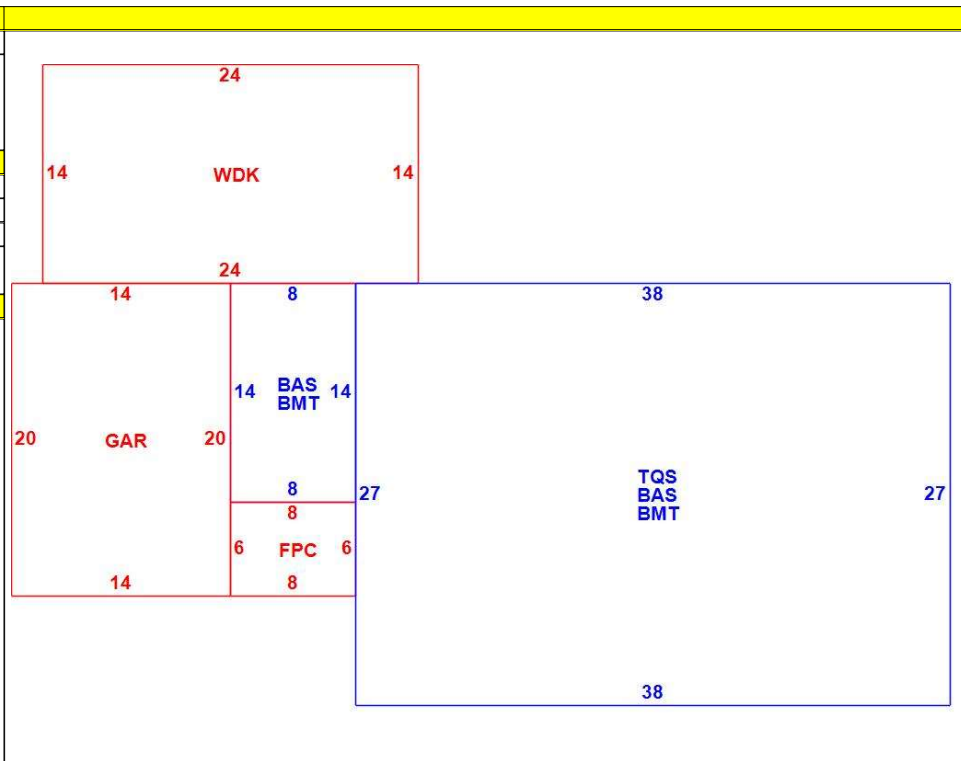 24
14 WDK 14
24
14 8 38
14 BAS 14
BMT
20 GAR 20
TQS
8 27 BAS 27
BMT
8
6 FPC 6
14 8
38